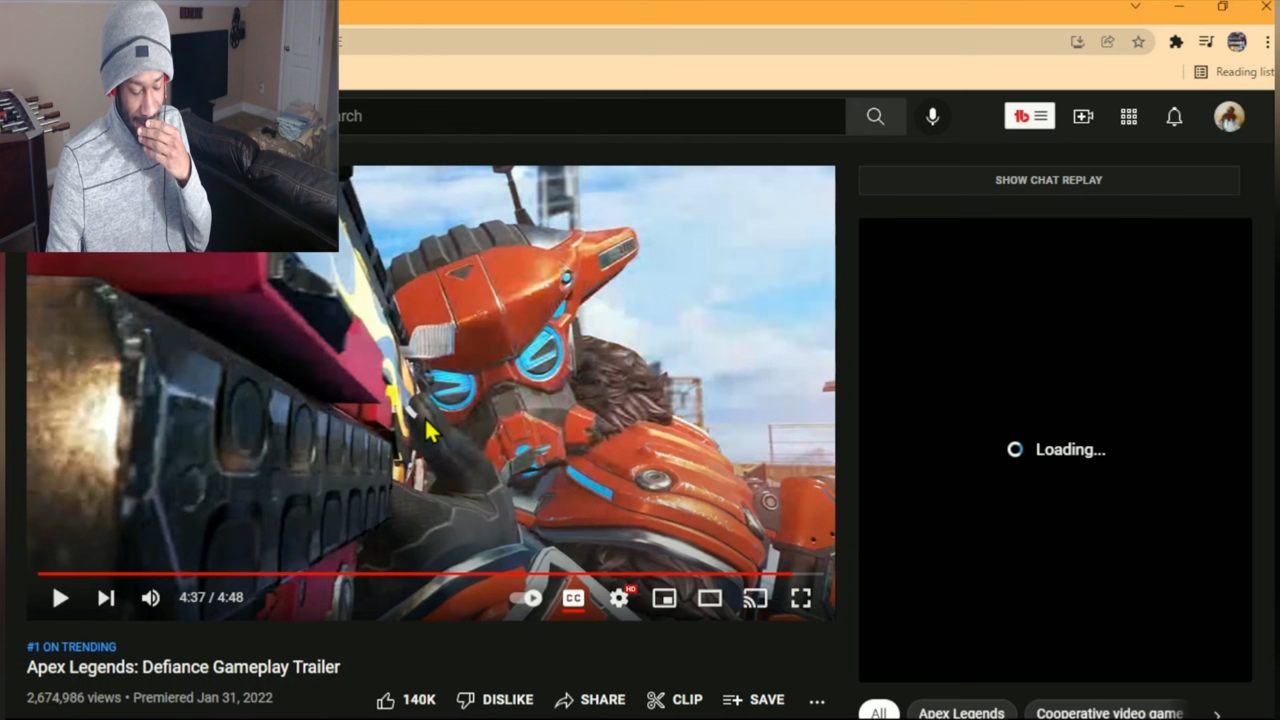 Reading list
rch
SHOW CHAT REPLAY
Loading...
4:37 / 4:48
CC
HD
#1 ON TRENDING
Apex Legends: Defiance Gameplay Trailer
2,674,986 views • Premiered Jan 31, 2022
140K
DISLIKE
SHARE
CLIP
SAVE
All
Apex Legends
Cooperative video game